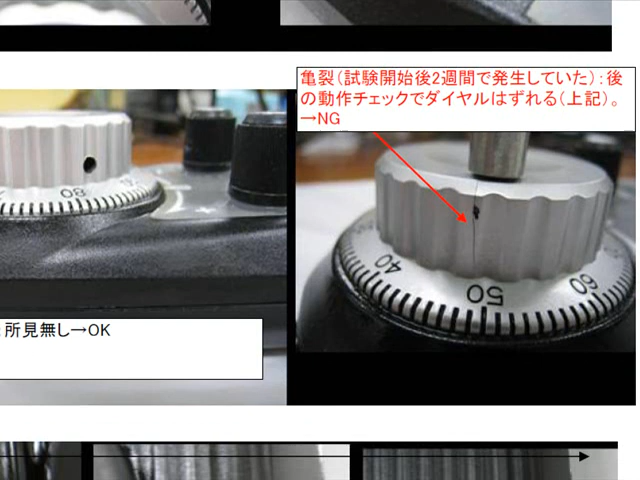 亀裂(試験開始後2週間で発生していた):後
の動作チェックでダイヤルはずれる(上記)。
→NG
80
40
50
60
所見無し→OK